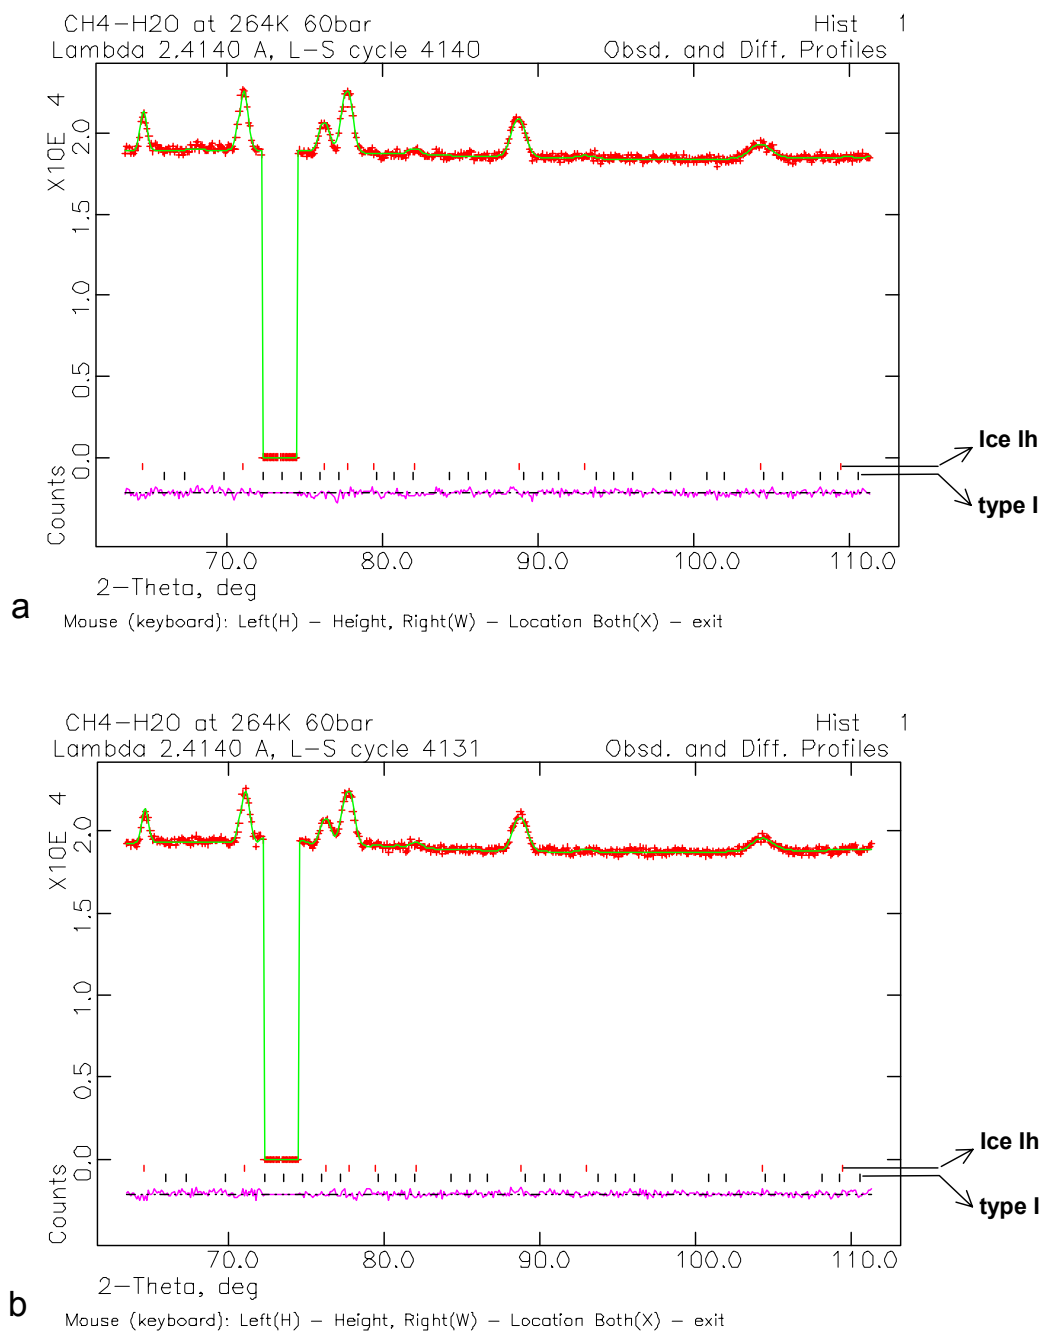 CH4-H2O at 264K 60bar Hist 1
Lambda 2.4140 A, L-S cycle 4140 Obsd. and Diff. Profiles
X10E 4
2.0
1.5
1.0
0.5
0.0
Counts
Ice Ih
type I
70.0 80.0 90.0 100.0 110.0
2-Theta, deg
a
Mouse (keyboard): Left(H) - Height, Right(W) - Location Both(X) - exit
CH4-H2O at 264K 60bar Hist 1
Lambda 2.4140 A, L-S cycle 4131 Obsd. and Diff. Profiles
X10E 4
2.0
1.5
1.0
0.5
0.0
Counts
Ice Ih
type I
70.0 80.0 90.0 100.0 110.0
2-Theta, deg
b
Mouse (keyboard): Left(H) - Height, Right(W) - Location Both(X) - exit